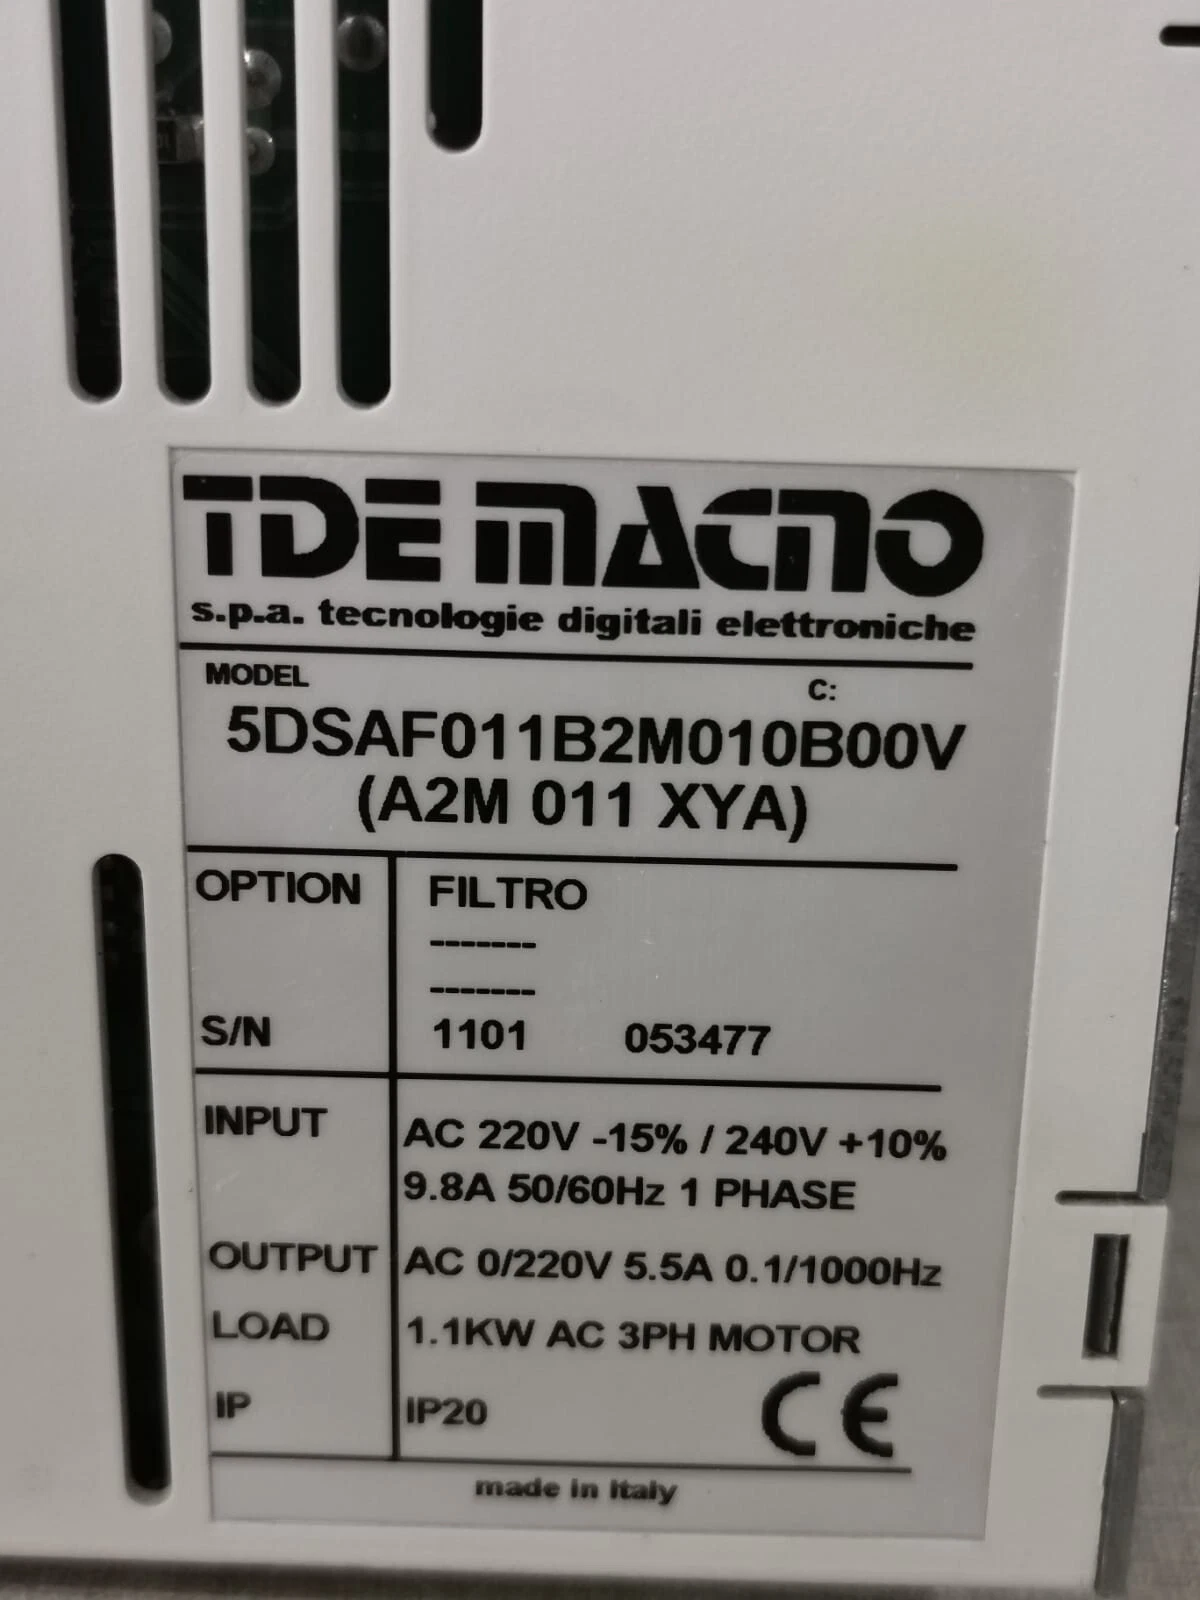 TDE MACNO
s.p.a. tecnologie digitali elettroniche
MODEL C:
5DSAF011B2M010B00V
(A2M 011 XYA)
OPTION FILTRO
-------
-------
S/N 1101 053477
INPUT AC 220V -15% / 240V +10%
9.8A 50/60Hz 1 PHASE
OUTPUT AC 0/220V 5.5A 0.1/1000Hz
LOAD 1.1KW AC 3PH MOTOR
IP IP20 CE
made in Italy